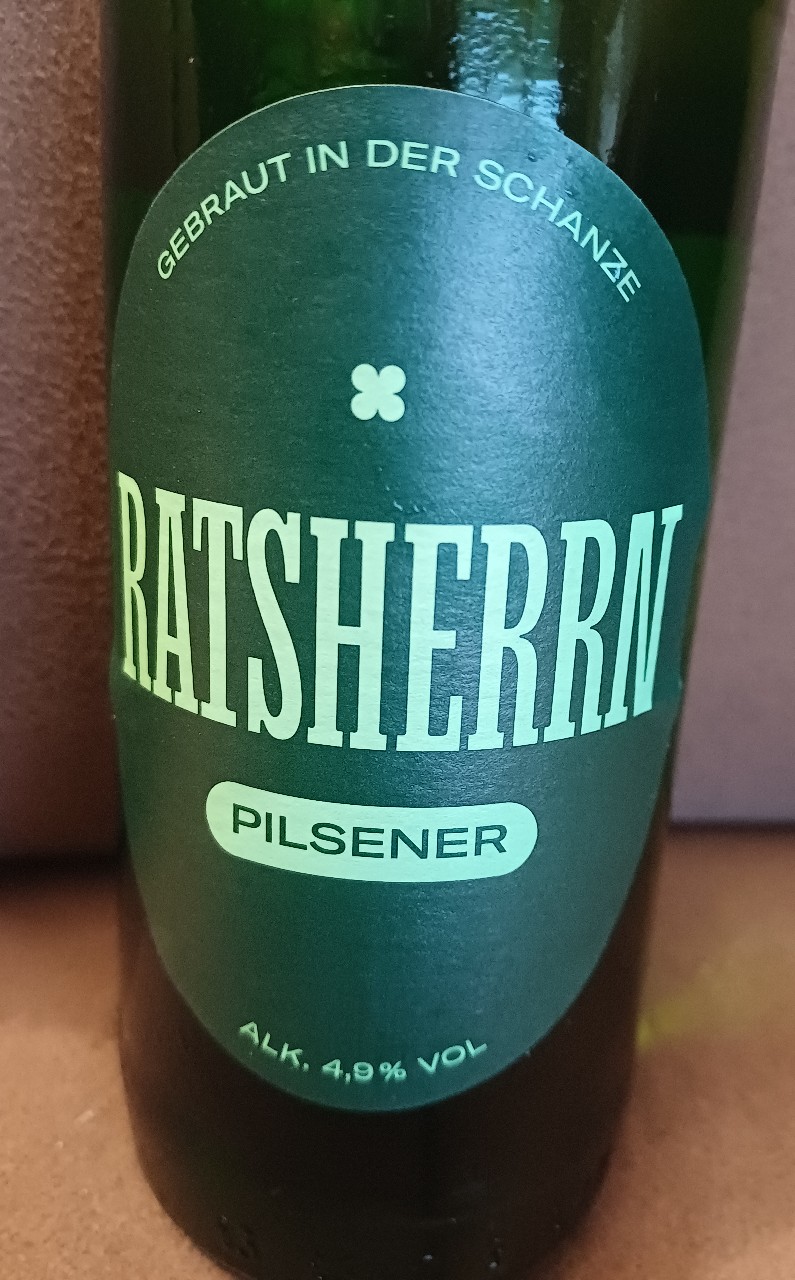 GEBRAUT IN DER SCHANZE
RATSHERRN
PILSENER
ALK. 4,9% VOL